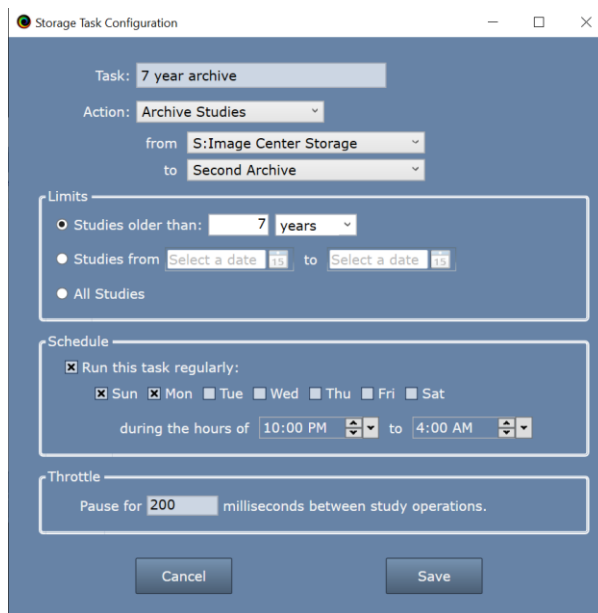 Storage Task Configuration
Task: 7 year archive
Action: Archive Studies
from S:Image Center Storage
to Second Archive
Limits
Studies older than: 7 years
Studies from Select a date 15 to Select a date 15
All Studies
Schedule
Run this task regularly:
Sun Mon Tue Wed Thu Fri Sat
during the hours of 10:00 PM to 4:00 AM
Throttle
Pause for 200 milliseconds between study operations.
Cancel Save